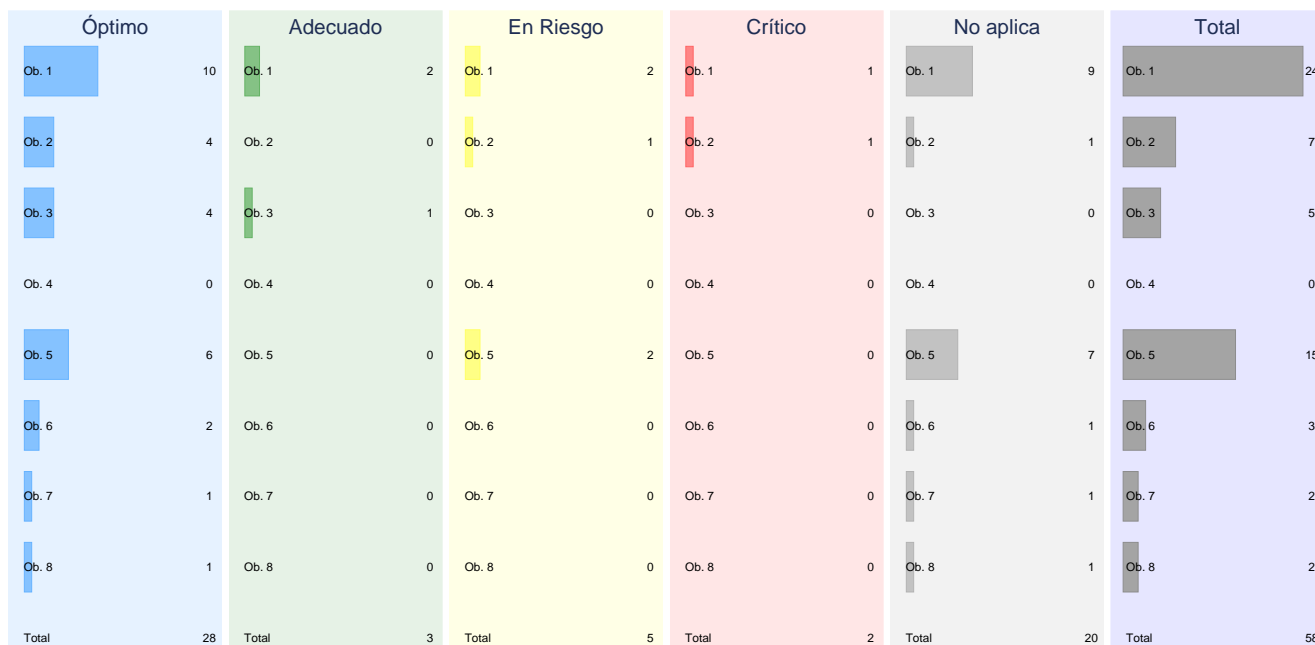 Óptimo Adecuado En Riesgo Crítico No aplica Total
Ob. 1 10 Ob. 1 2 Ob. 1 2 Ob. 1 1 Ob. 1 9 Ob. 1 24
Ob. 2 4 Ob. 2 0 Ob. 2 1 Ob. 2 1 Ob. 2 1 Ob. 2 7
Ob. 3 4 Ob. 3 1 Ob. 3 0 Ob. 3 0 Ob. 3 0 Ob. 3 5
Ob. 4 0 Ob. 4 0 Ob. 4 0 Ob. 4 0 Ob. 4 0 Ob. 4 0
Ob. 5 6 Ob. 5 0 Ob. 5 2 Ob. 5 0 Ob. 5 7 Ob. 5 15
Ob. 6 2 Ob. 6 0 Ob. 6 0 Ob. 6 0 Ob. 6 1 Ob. 6 3
Ob. 7 1 Ob. 7 0 Ob. 7 0 Ob. 7 0 Ob. 7 1 Ob. 7 2
Ob. 8 1 Ob. 8 0 Ob. 8 0 Ob. 8 0 Ob. 8 1 Ob. 8 2
Total 28 Total 3 Total 5 Total 2 Total 20 Total 58